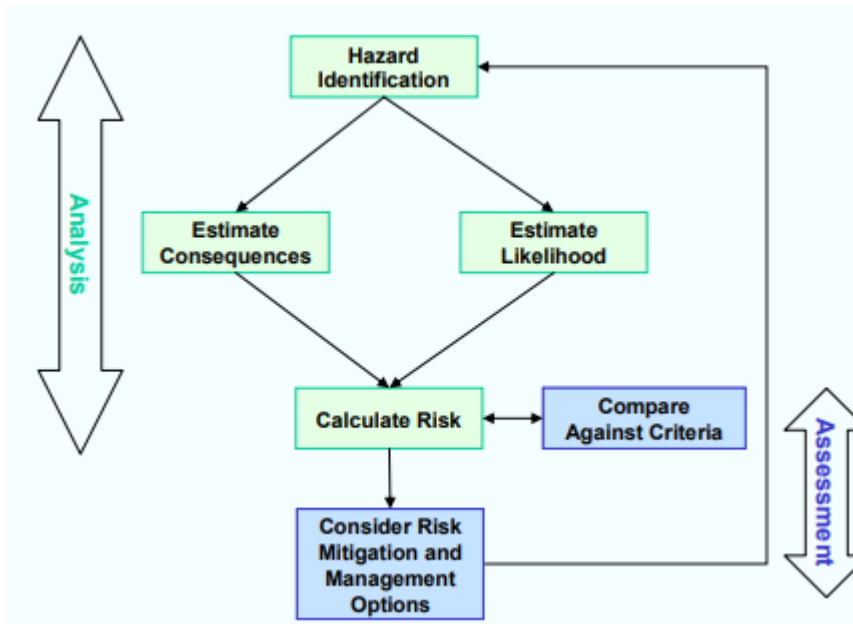 Hazard
Identification
Analysis
Estimate
Consequences
Estimate
Likelihood
Calculate Risk
Compare
Against Criteria
Assessment
Consider Risk
Mitigation and
Management
Options